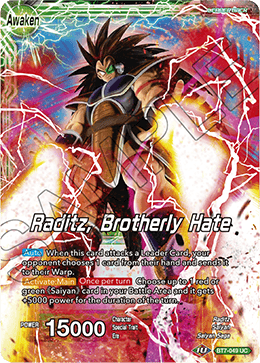 Awaken
Raditz, Brotherly Hate
Auto When this card attacks a Leader Card, your
opponent chooses 1 card from their hand and sends it
to their Warp.
Activate: Main Once per turn Choose up to 1 red or
green ⟨Saiyan⟩ card in your Battle Area and it gets
+5000 power for the duration of the turn.
POWER 15000
Character Raditz
Special Trait Saiyan
Era Saiyan Saga
BT7-049 UC